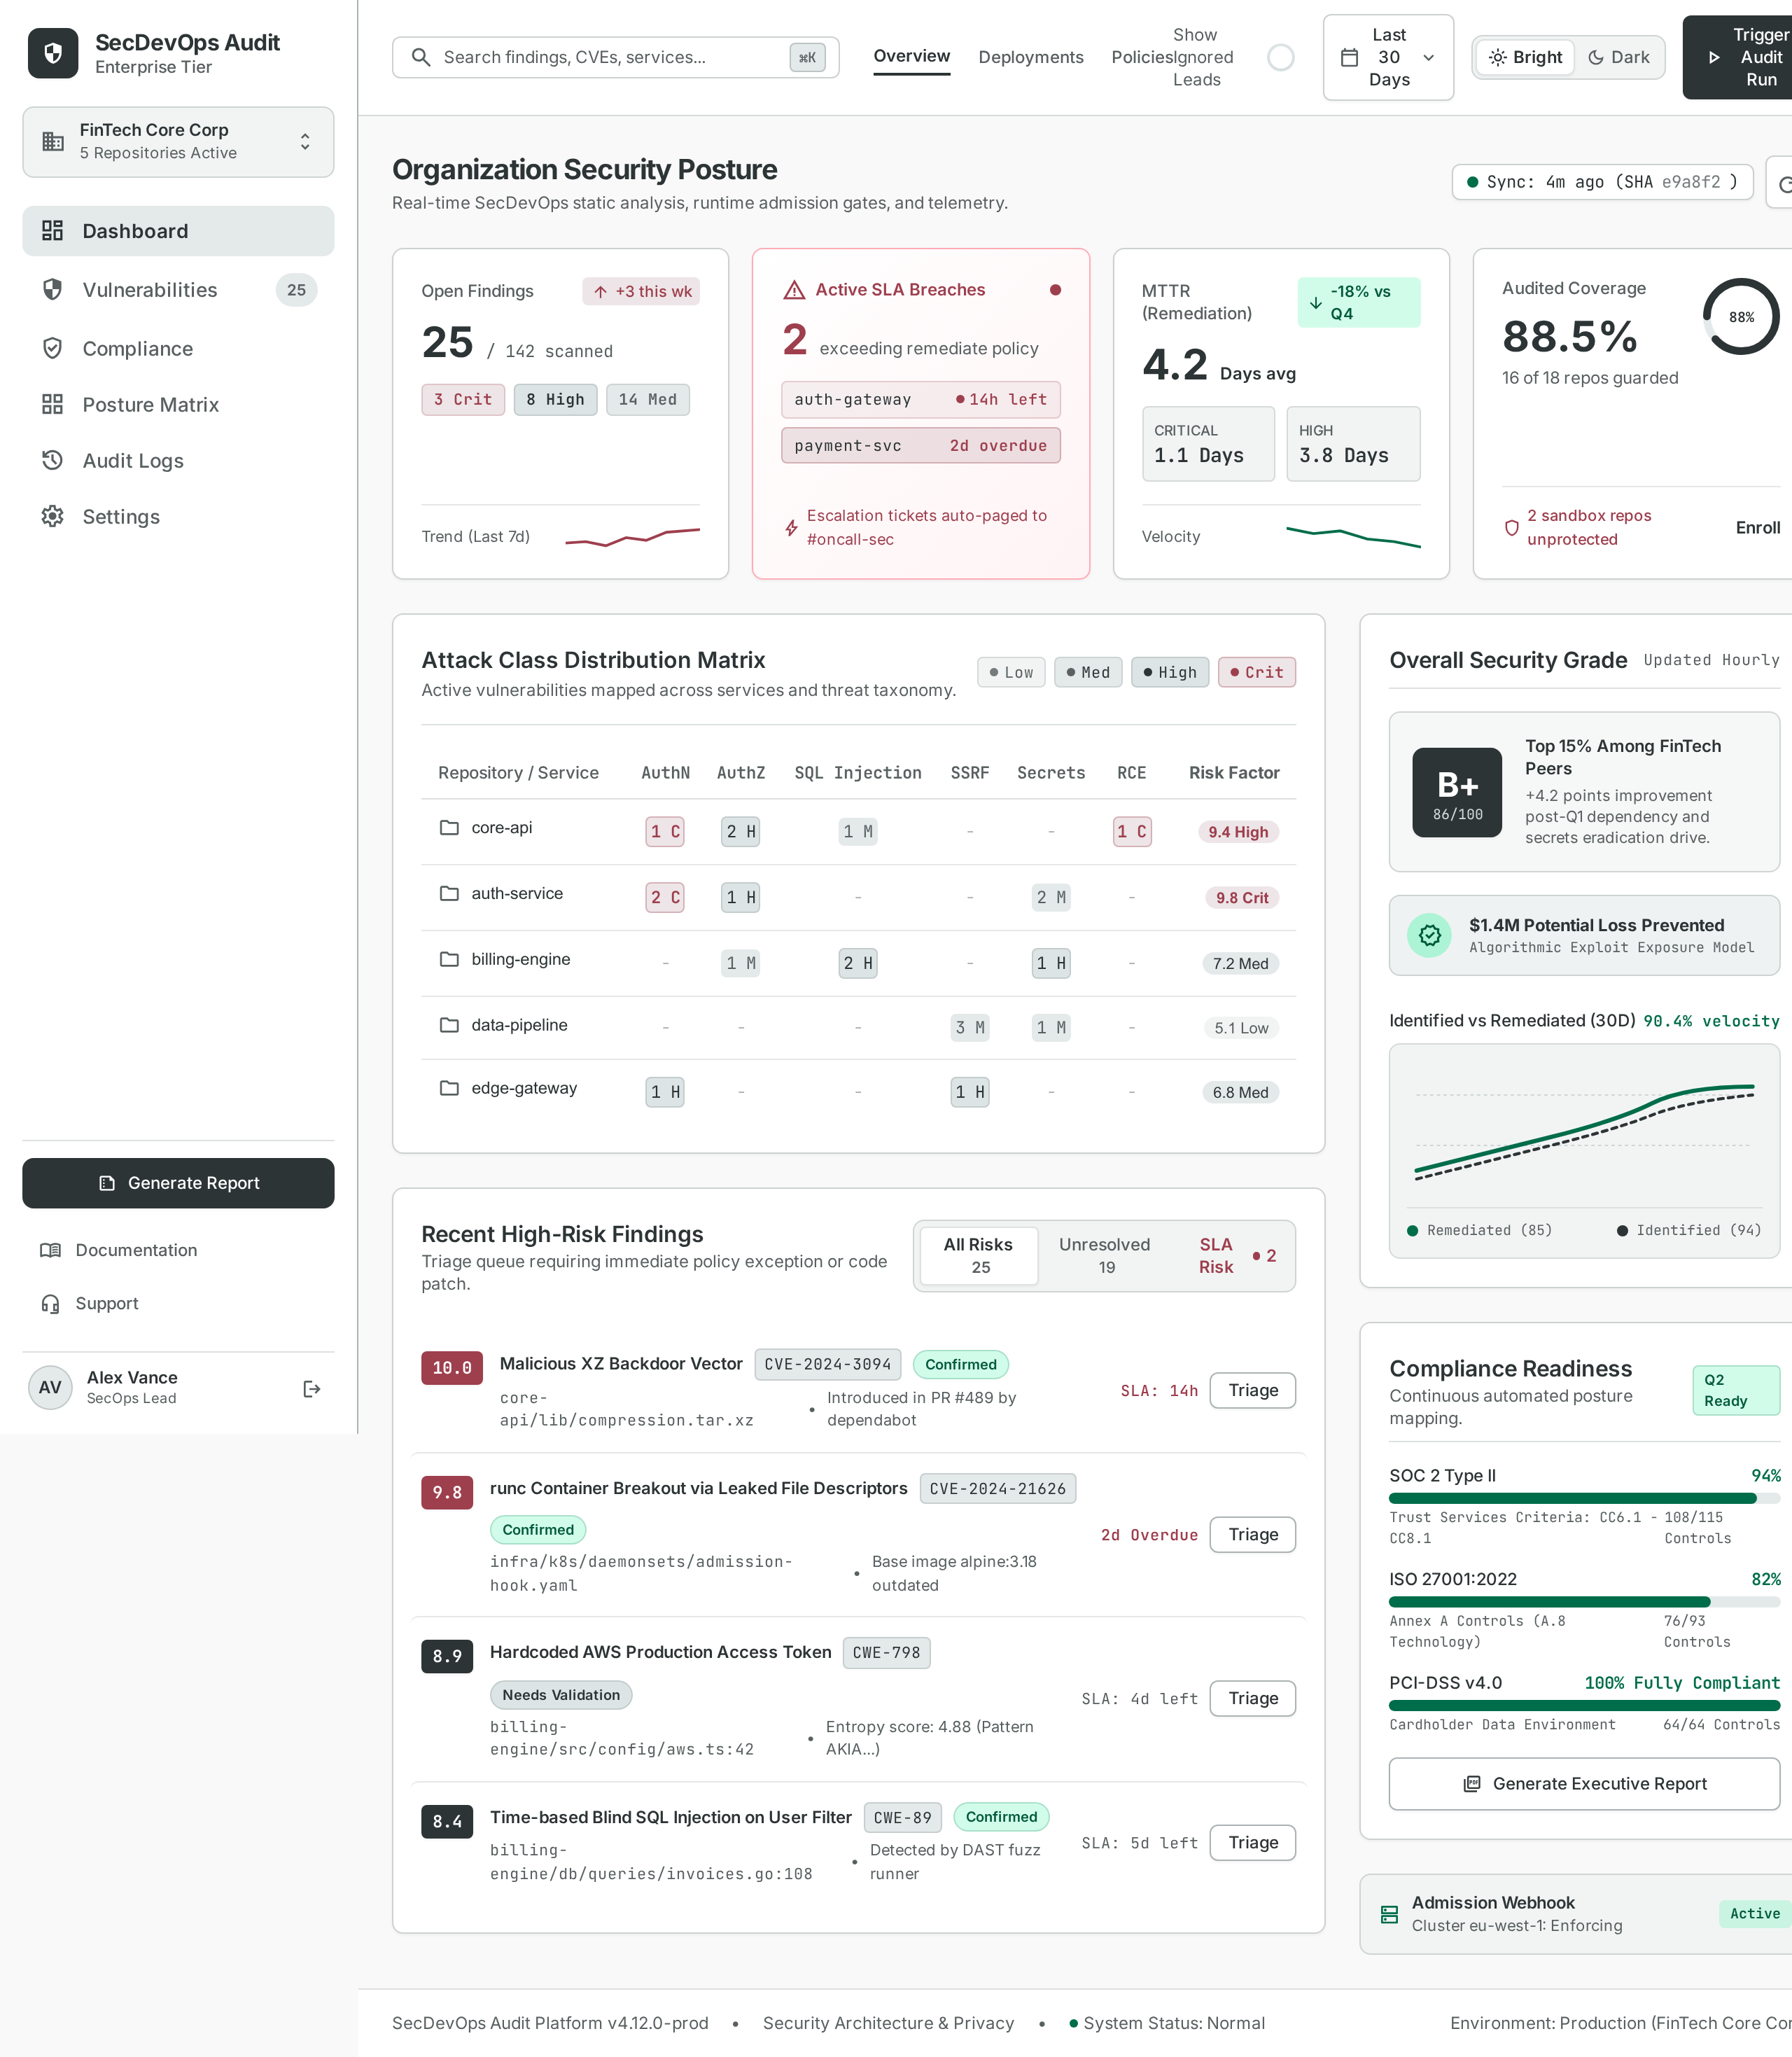 SecDevOps Audit
Enterprise Tier
FinTech Core Corp
5 Repositories Active
Dashboard
Vulnerabilities 25
Compliance
Posture Matrix
Audit Logs
Settings
Generate Report
Documentation
Support
AV
Alex Vance
SecOps Lead
Search findings, CVEs, services... ⌘K
Overview
Deployments
Policies
Show
Ignored
Leads
Last
30
Days
Bright
Dark
Trigger
Audit
Run
Organization Security Posture
Real-time SecDevOps static analysis, runtime admission gates, and telemetry.
Sync: 4m ago (SHA e9a8f2 )
Open Findings
+3 this wk
25 / 142 scanned
3 Crit 8 High 14 Med
Trend (Last 7d)
Active SLA Breaches
2 exceeding remediate policy
auth-gateway 14h left
payment-svc 2d overdue
Escalation tickets auto-paged to
#oncall-sec
MTTR
(Remediation)
-18% vs
Q4
4.2 Days avg
CRITICAL
1.1 Days
HIGH
3.8 Days
Velocity
Audited Coverage
88.5%
88%
16 of 18 repos guarded
2 sandbox repos
unprotected
Enroll
Attack Class Distribution Matrix
Active vulnerabilities mapped across services and threat taxonomy.
Low Med High Crit
Repository / Service AuthN AuthZ SQL Injection SSRF Secrets RCE Risk Factor
core-api 1 C 2 H 1 M - - 1 C 9.4 High
auth-service 2 C 1 H - - 2 M - 9.8 Crit
billing-engine - 1 M 2 H - 1 H - 7.2 Med
data-pipeline - - - 3 M 1 M - 5.1 Low
edge-gateway 1 H - - 1 H - - 6.8 Med
Recent High-Risk Findings
Triage queue requiring immediate policy exception or code
patch.
All Risks
25
Unresolved
19
SLA
Risk
2
10.0 Malicious XZ Backdoor Vector CVE-2024-3094 Confirmed
core-
api/lib/compression.tar.xz
•
Introduced in PR #489 by
dependabot
SLA: 14h Triage
9.8 runc Container Breakout via Leaked File Descriptors CVE-2024-21626
Confirmed
infra/k8s/daemonsets/admission-
hook.yaml
•
Base image alpine:3.18
outdated
2d Overdue Triage
8.9 Hardcoded AWS Production Access Token CWE-798
Needs Validation
billing-
engine/src/config/aws.ts:42
•
Entropy score: 4.88 (Pattern
AKIA...)
SLA: 4d left Triage
8.4 Time-based Blind SQL Injection on User Filter CWE-89 Confirmed
billing-
engine/db/queries/invoices.go:108
•
Detected by DAST fuzz
runner
SLA: 5d left Triage
Overall Security Grade Updated Hourly
B+
86/100
Top 15% Among FinTech
Peers
+4.2 points improvement
post-Q1 dependency and
secrets eradication drive.
$1.4M Potential Loss Prevented
Algorithmic Exploit Exposure Model
Identified vs Remediated (30D) 90.4% velocity
Remediated (85) Identified (94)
Compliance Readiness
Continuous automated posture
mapping.
Q2
Ready
SOC 2 Type II 94%
Trust Services Criteria: CC6.1 -
CC8.1
108/115
Controls
ISO 27001:2022 82%
Annex A Controls (A.8
Technology)
76/93
Controls
PCI-DSS v4.0 100% Fully Compliant
Cardholder Data Environment 64/64 Controls
PDF Generate Executive Report
Admission Webhook
Cluster eu-west-1: Enforcing
Active
SecDevOps Audit Platform v4.12.0-prod • Security Architecture & Privacy • System Status: Normal
Environment: Production (FinTech Core